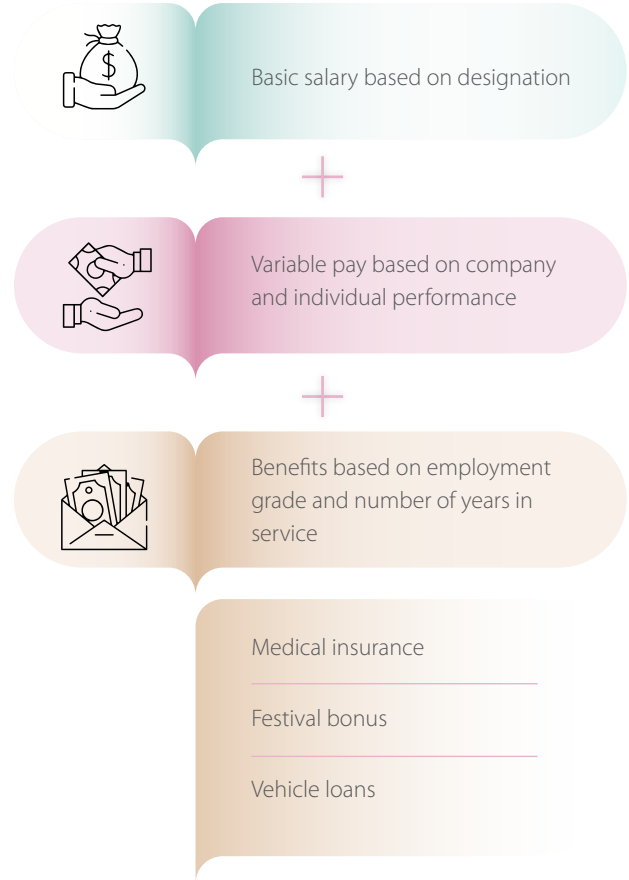 $
Basic salary based on designation
+
Variable pay based on company
and individual performance
+
Benefits based on employment
grade and number of years in
service
Medical insurance
Festival bonus
Vehicle loans